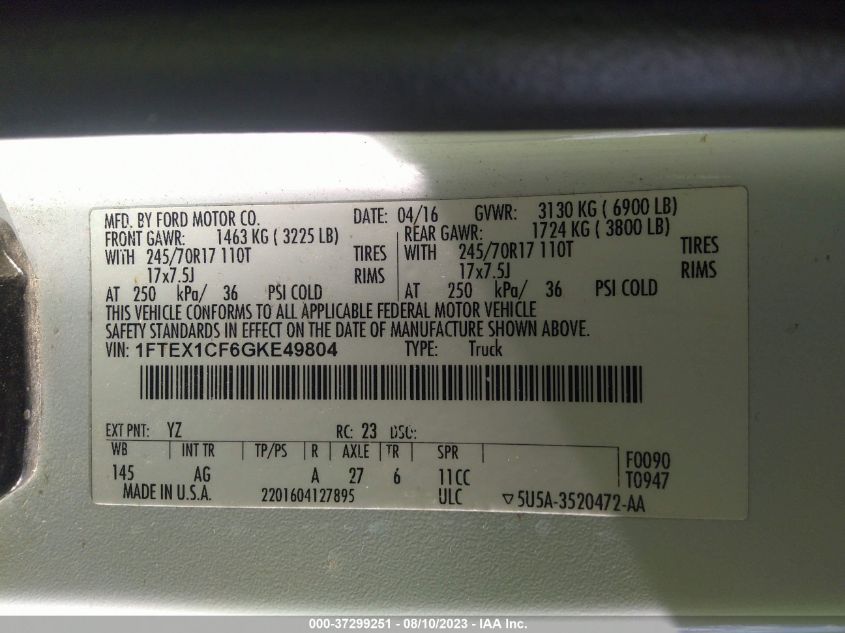 MFD. BY FORD MOTOR CO. DATE: 04/16 GVWR: 3130 KG ( 6900 LB)
FRONT GAWR: 1463 KG ( 3225 LB) REAR GAWR: 1724 KG ( 3800 LB)
WITH 245/70R17 110T TIRES WITH 245/70R17 110T TIRES
17x7.5J RIMS 17x7.5J RIMS
AT 250 kPa/ 36 PSI COLD AT 250 kPa/ 36 PSI COLD
THIS VEHICLE CONFORMS TO ALL APPLICABLE FEDERAL MOTOR VEHICLE
SAFETY STANDARDS IN EFFECT ON THE DATE OF MANUFACTURE SHOWN ABOVE.
VIN: 1FTEX1CF6GKE49804 TYPE: Truck
EXT PNT: YZ RC: 23 DSO:
WB INT TR TP/PS R AXLE TR SPR
145 AG A 27 6 11CC
F0090
T0947
MADE IN U.S.A. 2201604127895 ULC ▽5U5A-3520472-AA
000-37299251 - 08/10/2023 - IAA Inc.